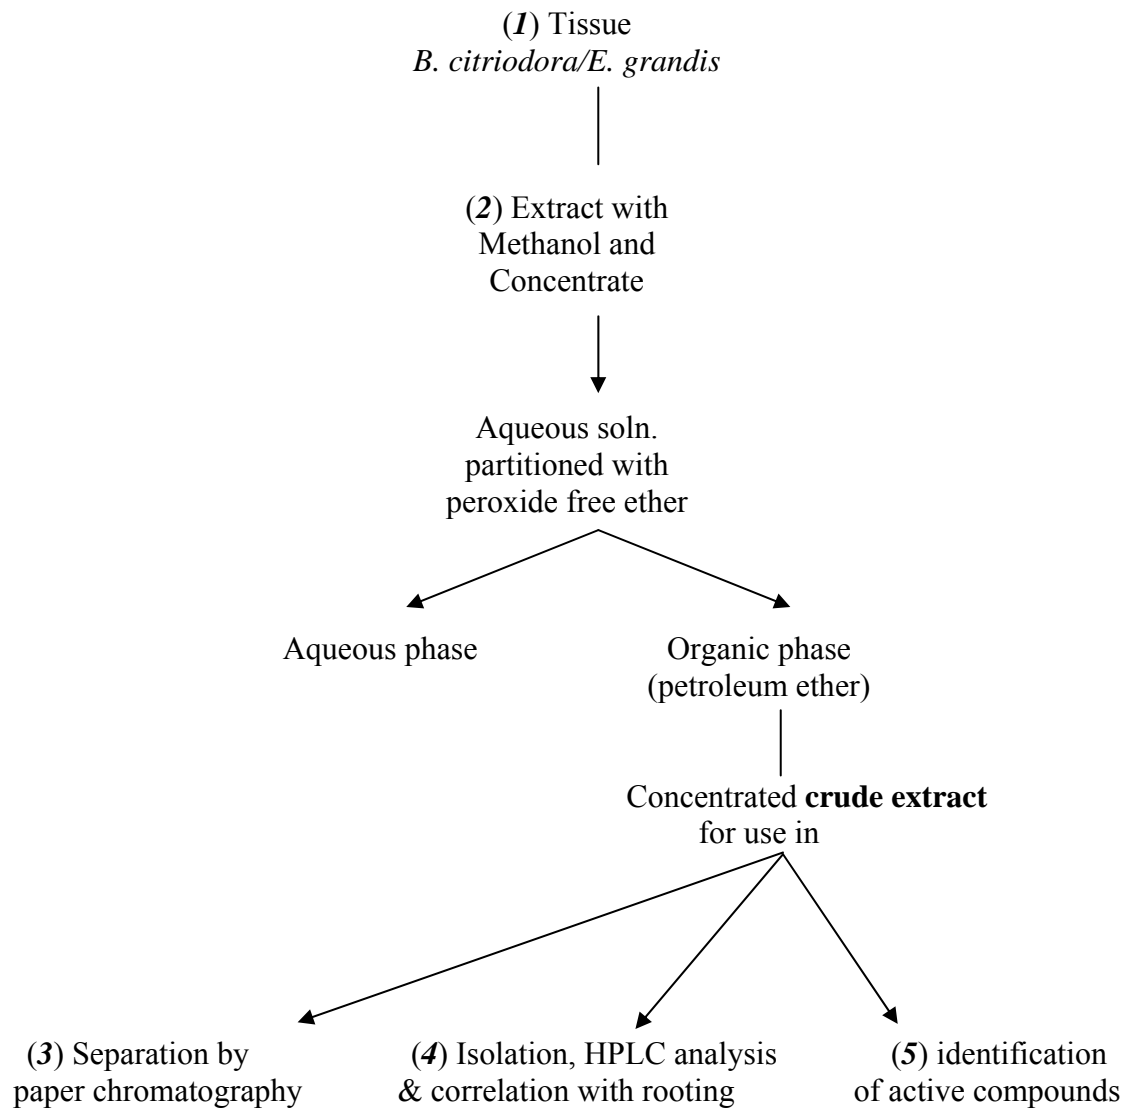 (1) Tissue
B. citriodora/E. grandis
(2) Extract with
Methanol and
Concentrate
Aqueous soln.
partitioned with
peroxide free ether
Aqueous phase
Organic phase
(petroleum ether)
Concentrated crude extract
for use in
(3) Separation by
paper chromatography
(4) Isolation, HPLC analysis
& correlation with rooting
(5) identification
of active compounds